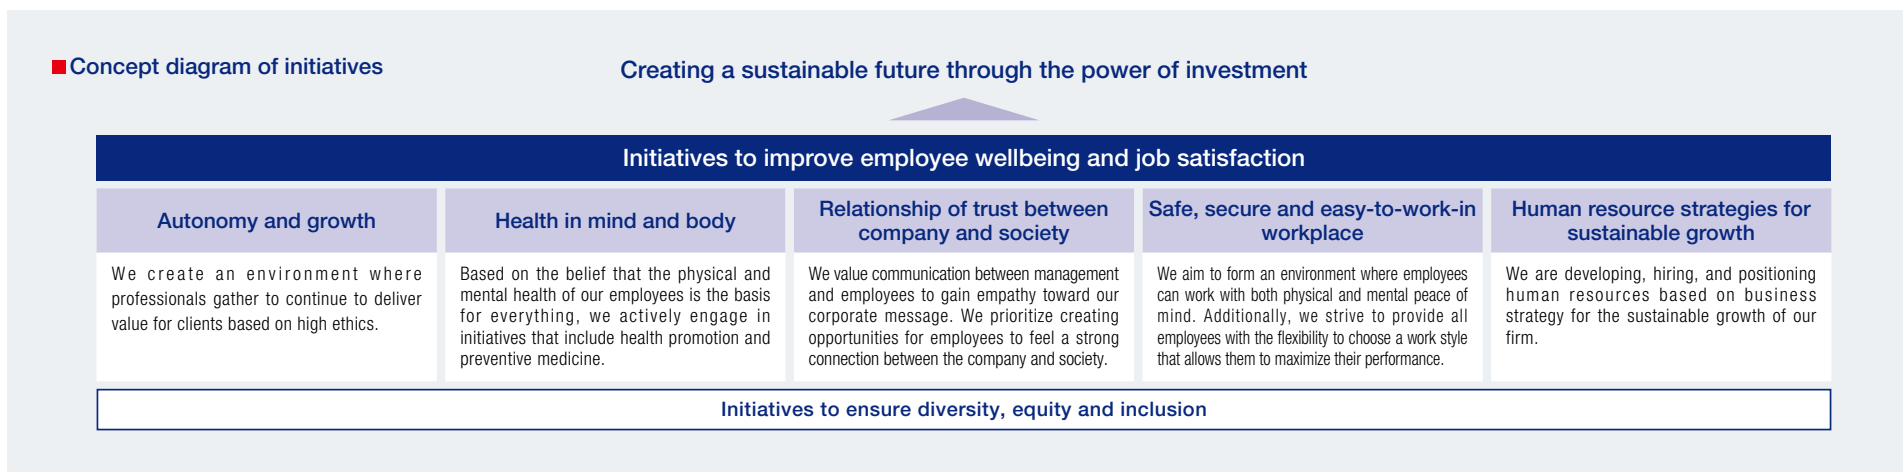 Concept diagram of initiatives
Creating a sustainable future through the power of investment
Initiatives to improve employee wellbeing and job satisfaction
Autonomy and growth
We create an environment where
professionals gather to continue to deliver
value for clients based on high ethics.
Health in mind and body
Based on the belief that the physical and
mental health of our employees is the basis
for everything, we actively engage in
initiatives that include health promotion and
preventive medicine.
Relationship of trust between
company and society
We value communication between management
and employees to gain empathy toward our
corporate message. We prioritize creating
opportunities for employees to feel a strong
connection between the company and society.
Safe, secure and easy-to-work-in
workplace
We aim to form an environment where employees
can work with both physical and mental peace of
mind. Additionally, we strive to provide all
employees with the flexibility to choose a work style
that allows them to maximize their performance.
Human resource strategies for
sustainable growth
We are developing, hiring, and positioning
human resources based on business
strategy for the sustainable growth of our
firm.
Initiatives to ensure diversity, equity and inclusion